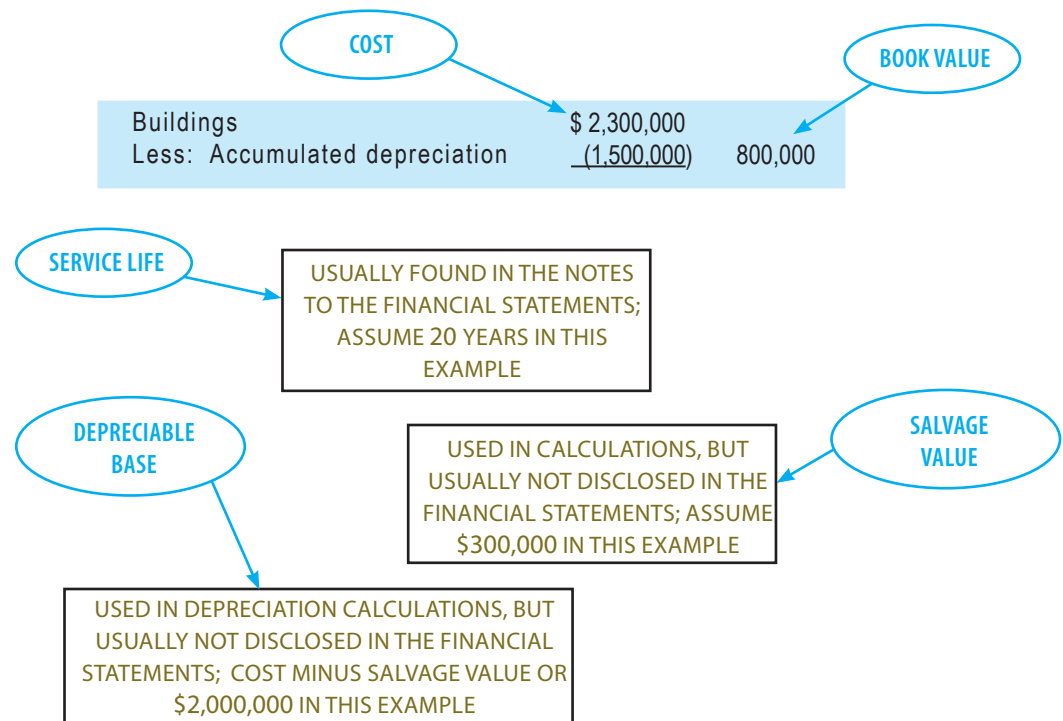 COST
BOOK VALUE
Buildings $ 2,300,000
Less: Accumulated depreciation (1,500,000) 800,000
SERVICE LIFE
USUALLY FOUND IN THE NOTES
TO THE FINANCIAL STATEMENTS;
ASSUME 20 YEARS IN THIS
EXAMPLE
DEPRECIABLE
BASE
USED IN CALCULATIONS, BUT
USUALLY NOT DISCLOSED IN THE
FINANCIAL STATEMENTS; ASSUME
$300,000 IN THIS EXAMPLE
SALVAGE
VALUE
USED IN DEPRECIATION CALCULATIONS, BUT
USUALLY NOT DISCLOSED IN THE FINANCIAL
STATEMENTS; COST MINUS SALVAGE VALUE OR
$2,000,000 IN THIS EXAMPLE